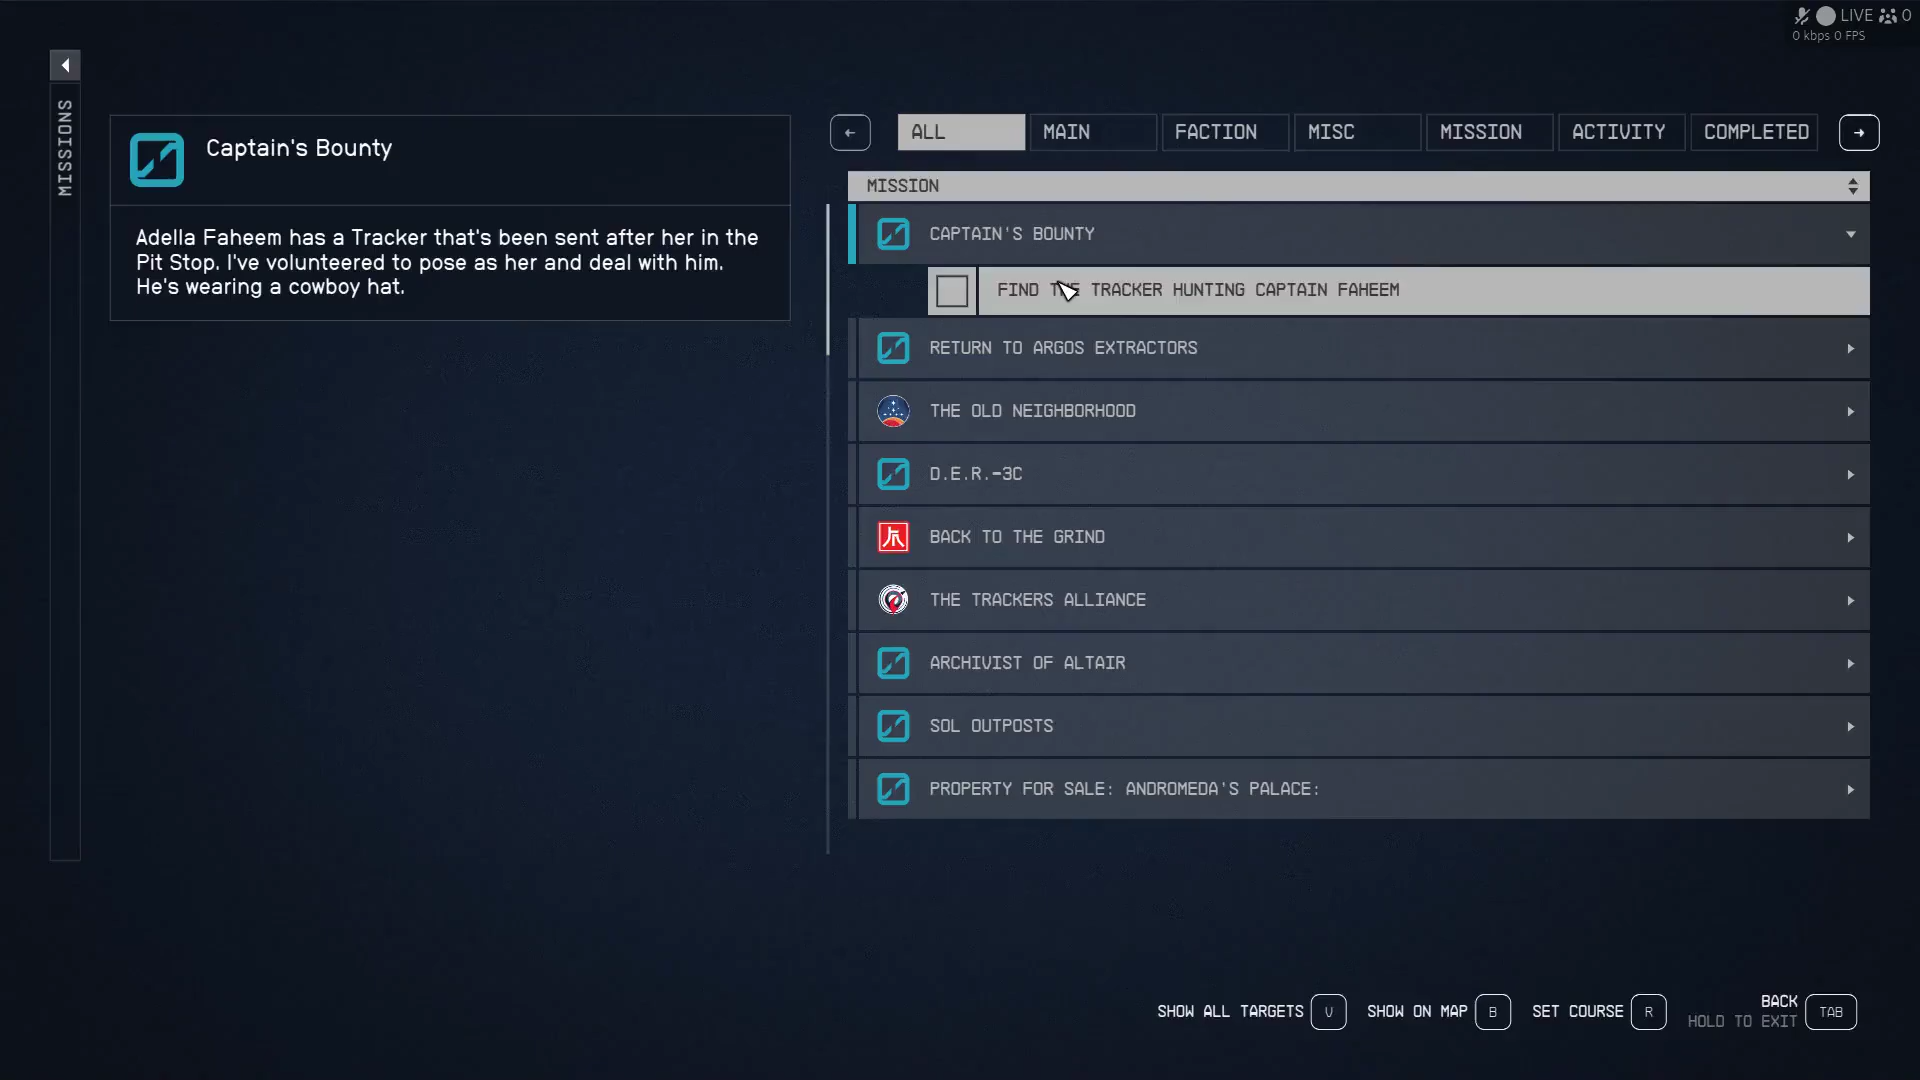 LIVE 0
0 kbps 0 FPS
MISSIONS
Captain's Bounty
Adella Faheem has a Tracker that's been sent after her in the
Pit Stop. I've volunteered to pose as her and deal with him.
He's wearing a cowboy hat.
ALL MAIN FACTION MISC MISSION ACTIVITY COMPLETED
MISSION
CAPTAIN'S BOUNTY
FIND THE TRACKER HUNTING CAPTAIN FAHEEM
RETURN TO ARGOS EXTRACTORS
THE OLD NEIGHBORHOOD
D.E.R.-3C
BACK TO THE GRIND
THE TRACKERS ALLIANCE
ARCHIVIST OF ALTAIR
SOL OUTPOSTS
PROPERTY FOR SALE: ANDROMEDA'S PALACE:
SHOW ALL TARGETS V SHOW ON MAP B SET COURSE R BACK TAB
HOLD TO EXIT